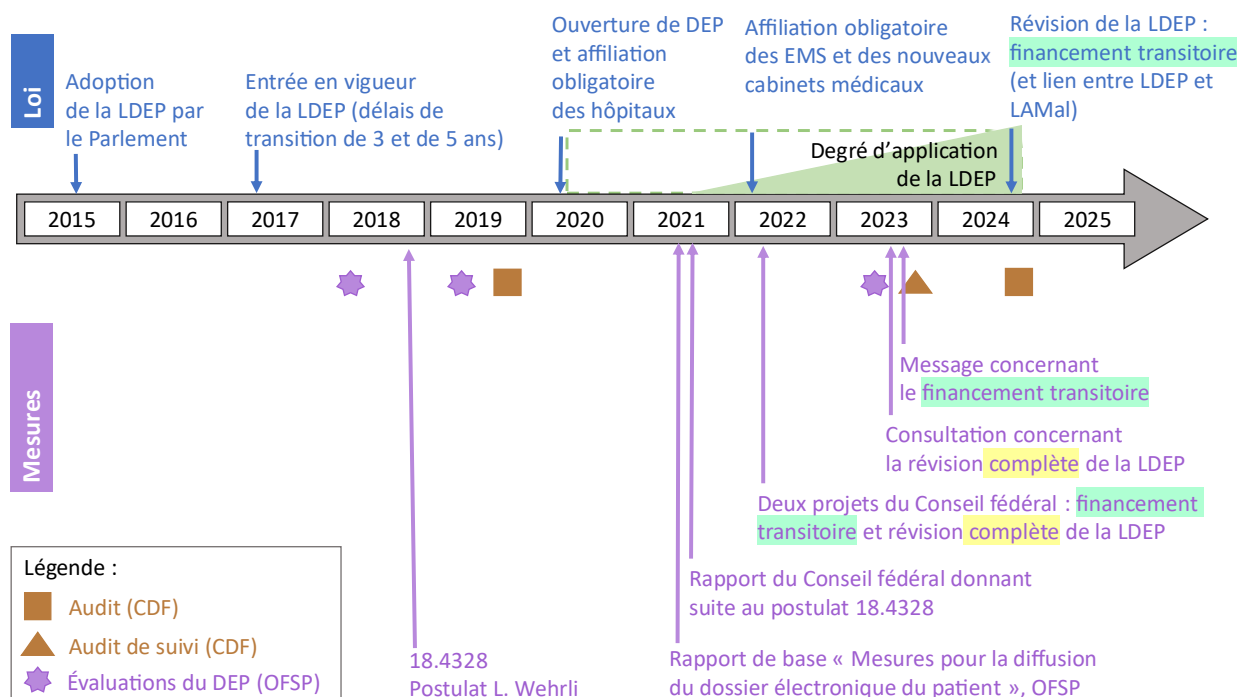 Loi
Adoption
de la LDEP par
le Parlement
Entrée en vigueur
de la LDEP (délais de
transition de 3 et de 5 ans)
Ouverture de DEP
et affiliation
obligatoire
des hôpitaux
Affiliation obligatoire
des EMS et des nouveaux
cabinets médicaux
Révision de la LDEP :
financement transitoire
(et lien entre LDEP et
LAMal)
Degré d’application
de la LDEP
2015 2016 2017 2018 2019 2020 2021 2022 2023 2024 2025
Mesures
Message concernant
le financement transitoire
Consultation concernant
la révision complète de la LDEP
Deux projets du Conseil fédéral : financement
transitoire et révision complète de la LDEP
Rapport du Conseil fédéral donnant
suite au postulat 18.4328
Rapport de base « Mesures pour la diffusion
du dossier électronique du patient », OFSP
18.4328
Postulat L. Wehrli
Légende :
Audit (CDF)
Audit de suivi (CDF)
Évaluations du DEP (OFSP)